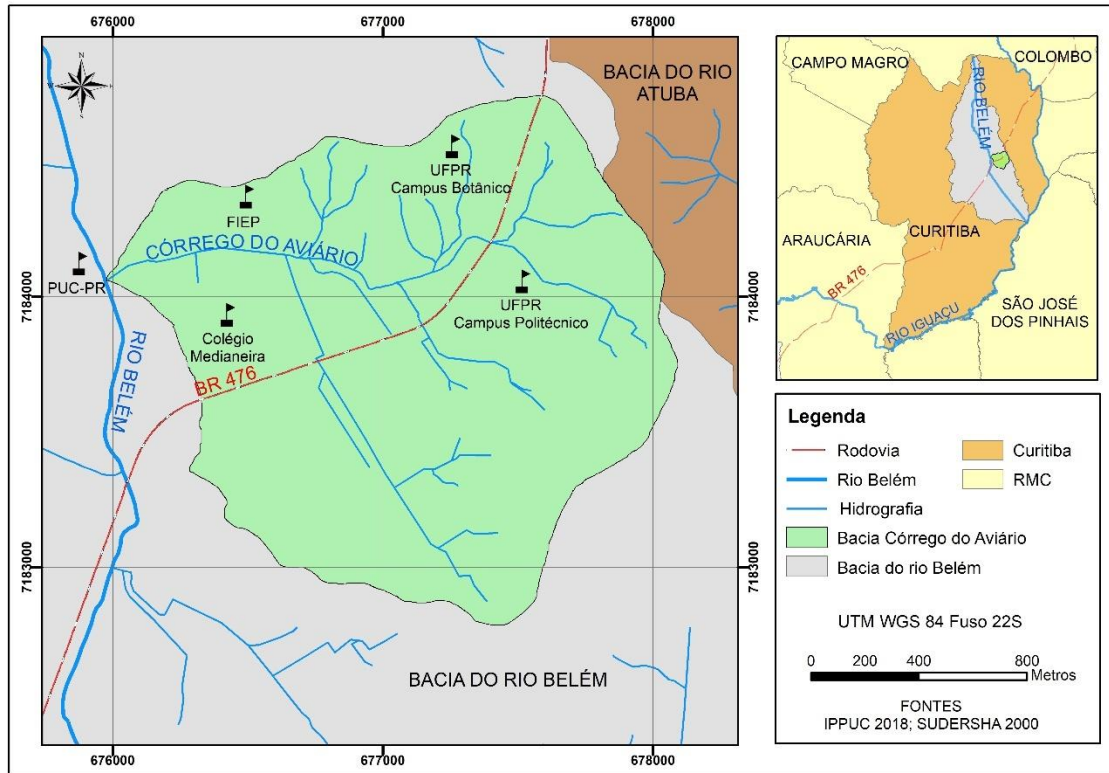 676000
677000
678000
BACIA DO RIO
ATUBA
UFPR
Campus Botânico
FIEP
CÓRREGO DO AVIÁRIO
PUC-PR
7184000
7184000
UFPR
Campus Politécnico
Colégio
Medianeira
RIO BELÉM
BR 476
7183000
7183000
BACIA DO RIO BELÉM
676000
677000
678000
CAMPO MAGRO
COLOMBO
RIO BELÉM
ARAUCÁRIA
CURITIBA
BR 476
SÃO JOSÉ
DOS PINHAIS
RIO IGUAÇU
Legenda
Rodovia
Curitiba
Rio Belém
RMC
Hidrografia
Bacia Córrego do Aviário
Bacia do rio Belém
UTM WGS 84 Fuso 22S
0 200 400 800
Metros
FONTES
IPPUC 2018; SUDERSHA 2000